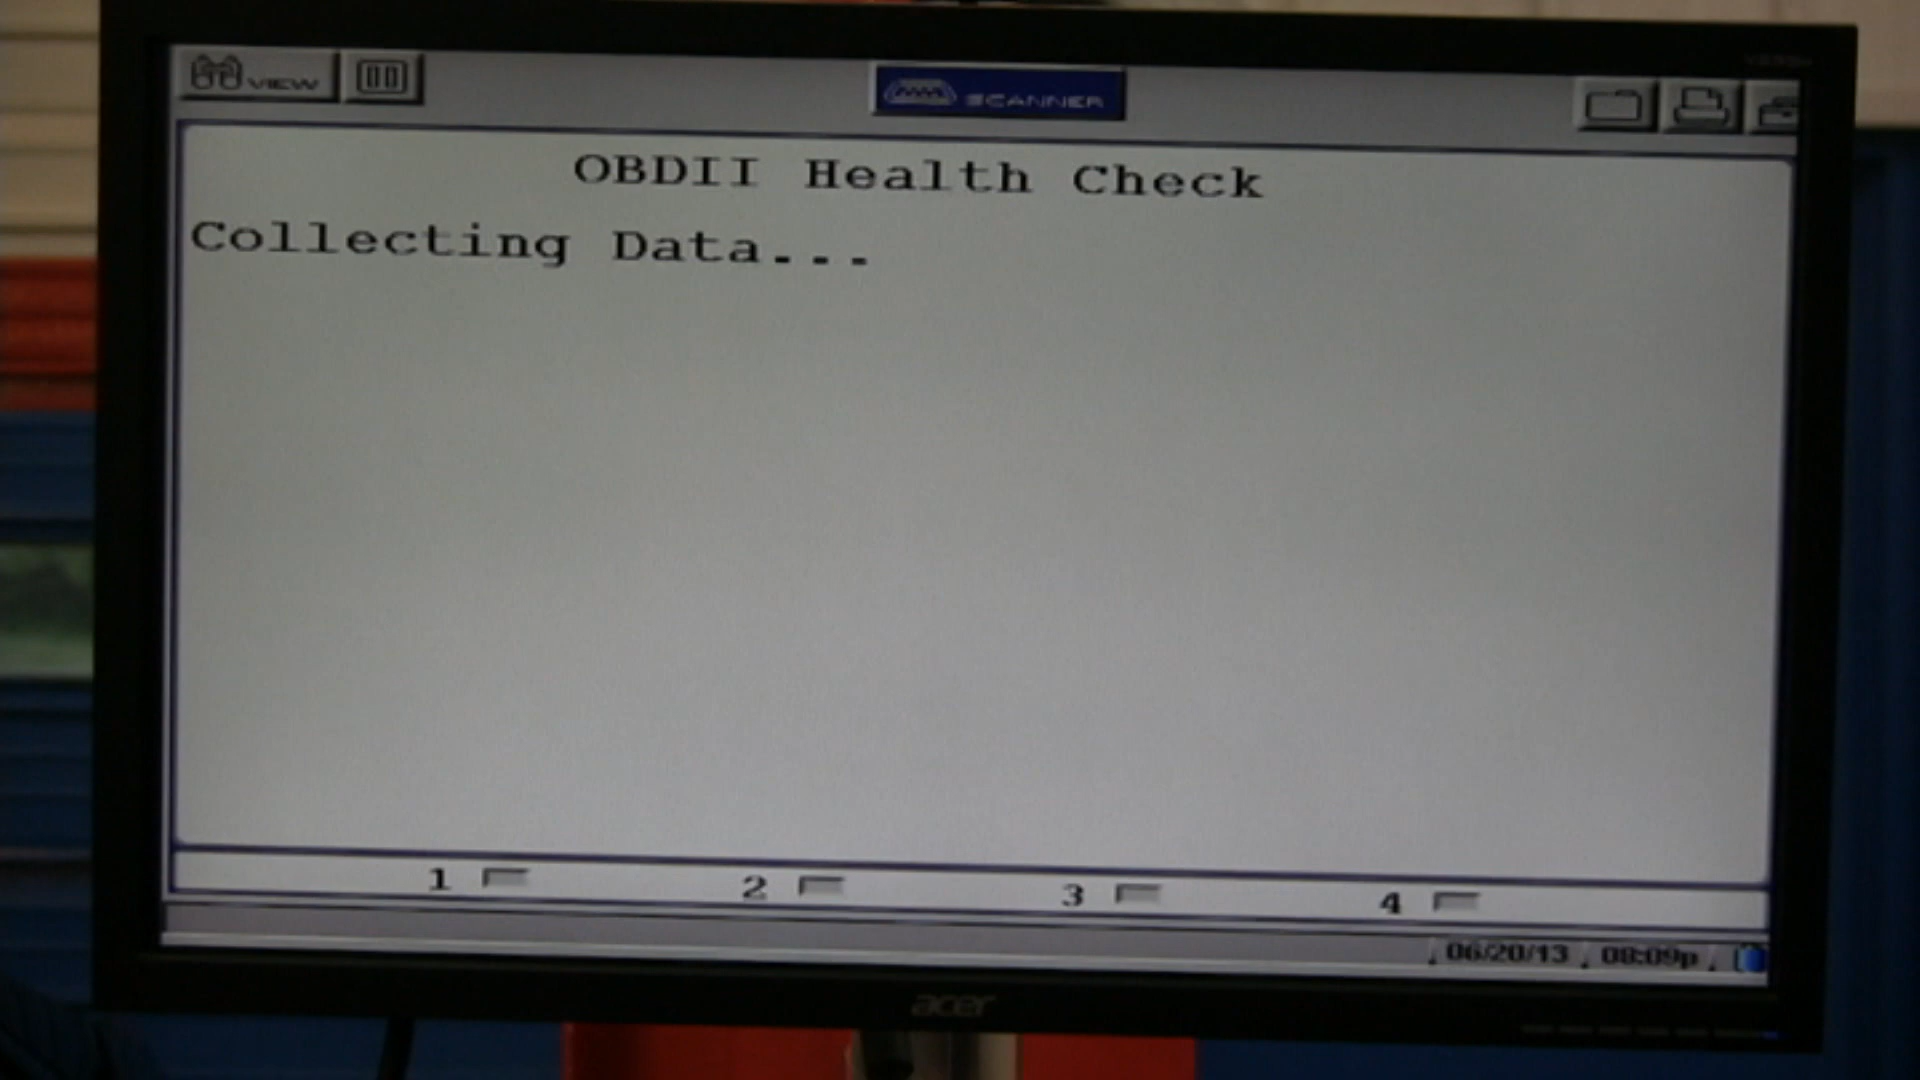 VIEW
SCANNER
OBDII Health Check
Collecting Data...
1 2 3 4
06/20/13 08:09p
acer